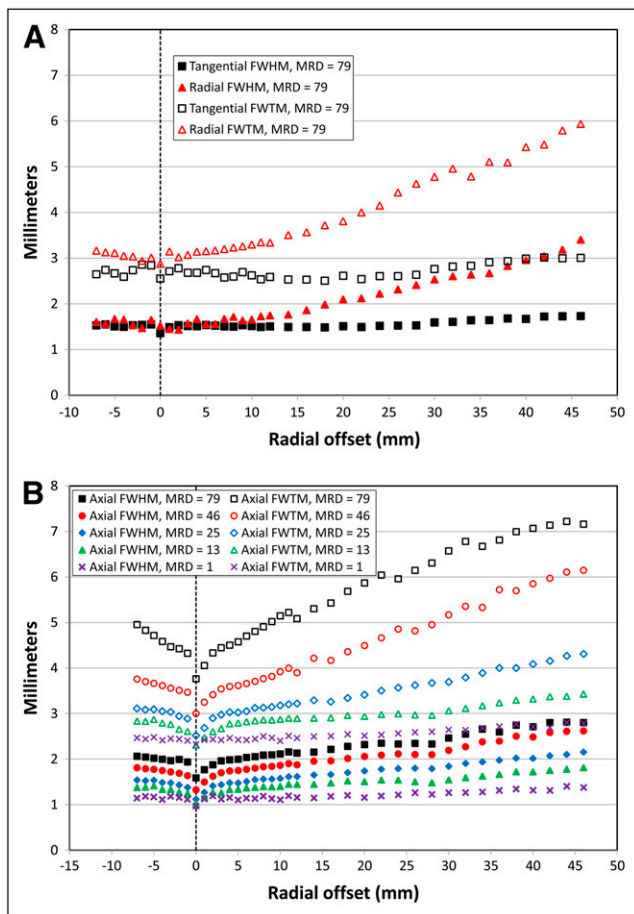 A
8
7
6
5
4
3
2
1
0
Millimeters
Tangential FWHM, MRD = 79
Radial FWHM, MRD = 79
Tangential FWTM, MRD = 79
Radial FWTM, MRD = 79
-10 -5 0 5 10 15 20 25 30 35 40 45 50
Radial offset (mm)
B
8
7
6
5
4
3
2
1
0
Millimeters
Axial FWHM, MRD = 79 Axial FWTM, MRD = 79
Axial FWHM, MRD = 46 Axial FWTM, MRD = 46
Axial FWHM, MRD = 25 Axial FWTM, MRD = 25
Axial FWHM, MRD = 13 Axial FWTM, MRD = 13
Axial FWHM, MRD = 1 Axial FWTM, MRD = 1
-15 -10 -5 0 5 10 15 20 25 30 35 40 45 50
Radial offset (mm)